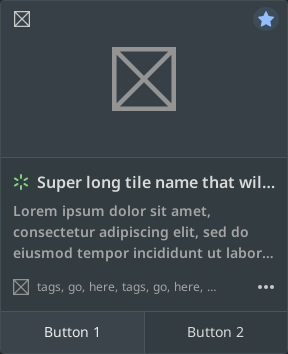 Super long tile name that wil...
Lorem ipsum dolor sit amet,
consectetur adipiscing elit, sed do
eiusmod tempor incididunt ut labor...
tags, go, here, tags, go, here, ...
Button 1
Button 2